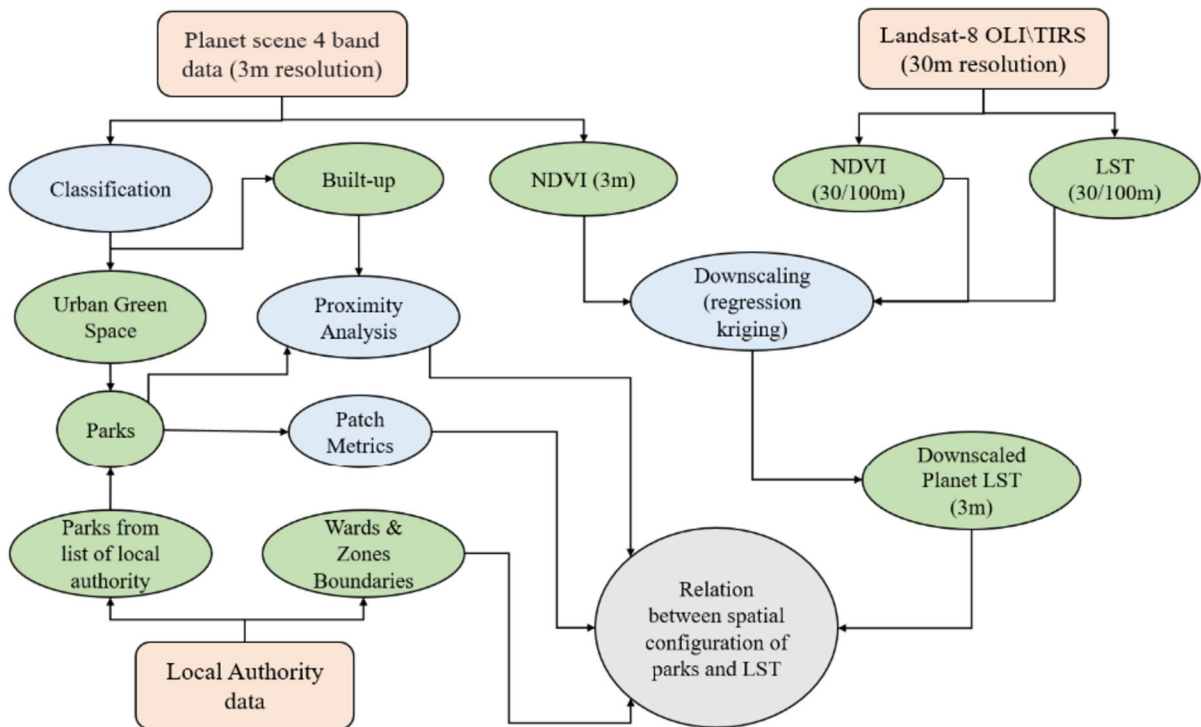 Planet scene 4 band
data (3m resolution)
Landsat-8 OLI\TIRS
(30m resolution)
Classification
Built-up
NDVI (3m)
NDVI
(30/100m)
LST
(30/100m)
Urban Green
Space
Proximity
Analysis
Downscaling
(regression
kriging)
Parks
Patch
Metrics
Downscaled
Planet LST
(3m)
Parks from
list of local
authority
Wards &
Zones
Boundaries
Relation
between spatial
configuration of
parks and LST
Local Authority
data